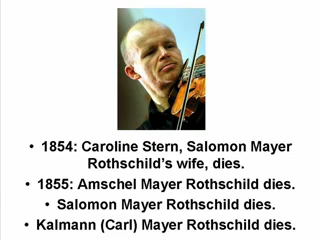 • 1854: Caroline Stern, Salomon Mayer
Rothschild's wife, dies.
• 1855: Amschel Mayer Rothschild dies.
• Salomon Mayer Rothschild dies.
• Kalmann (Carl) Mayer Rothschild dies.